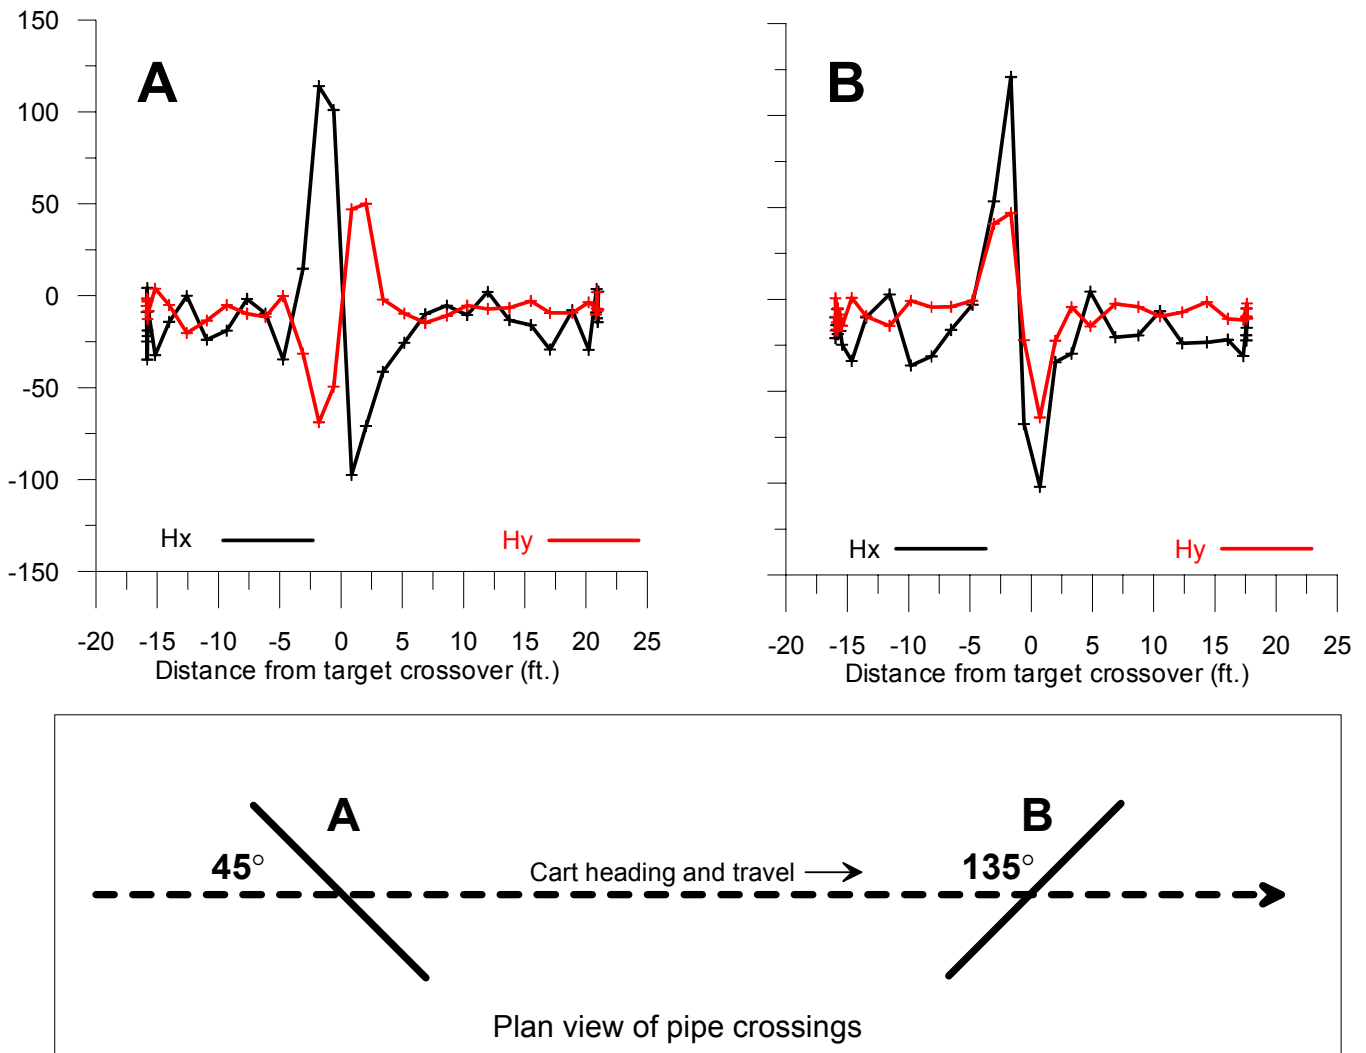 150
100
50
0
-50
-100
-150
A
B
Hx
Hy
Hx
Hy
-20 -15 -10 -5 0 5 10 15 20 25
Distance from target crossover (ft.)
-20 -15 -10 -5 0 5 10 15 20 25
Distance from target crossover (ft.)
A
B
45°
Cart heading and travel
135°
Plan view of pipe crossings